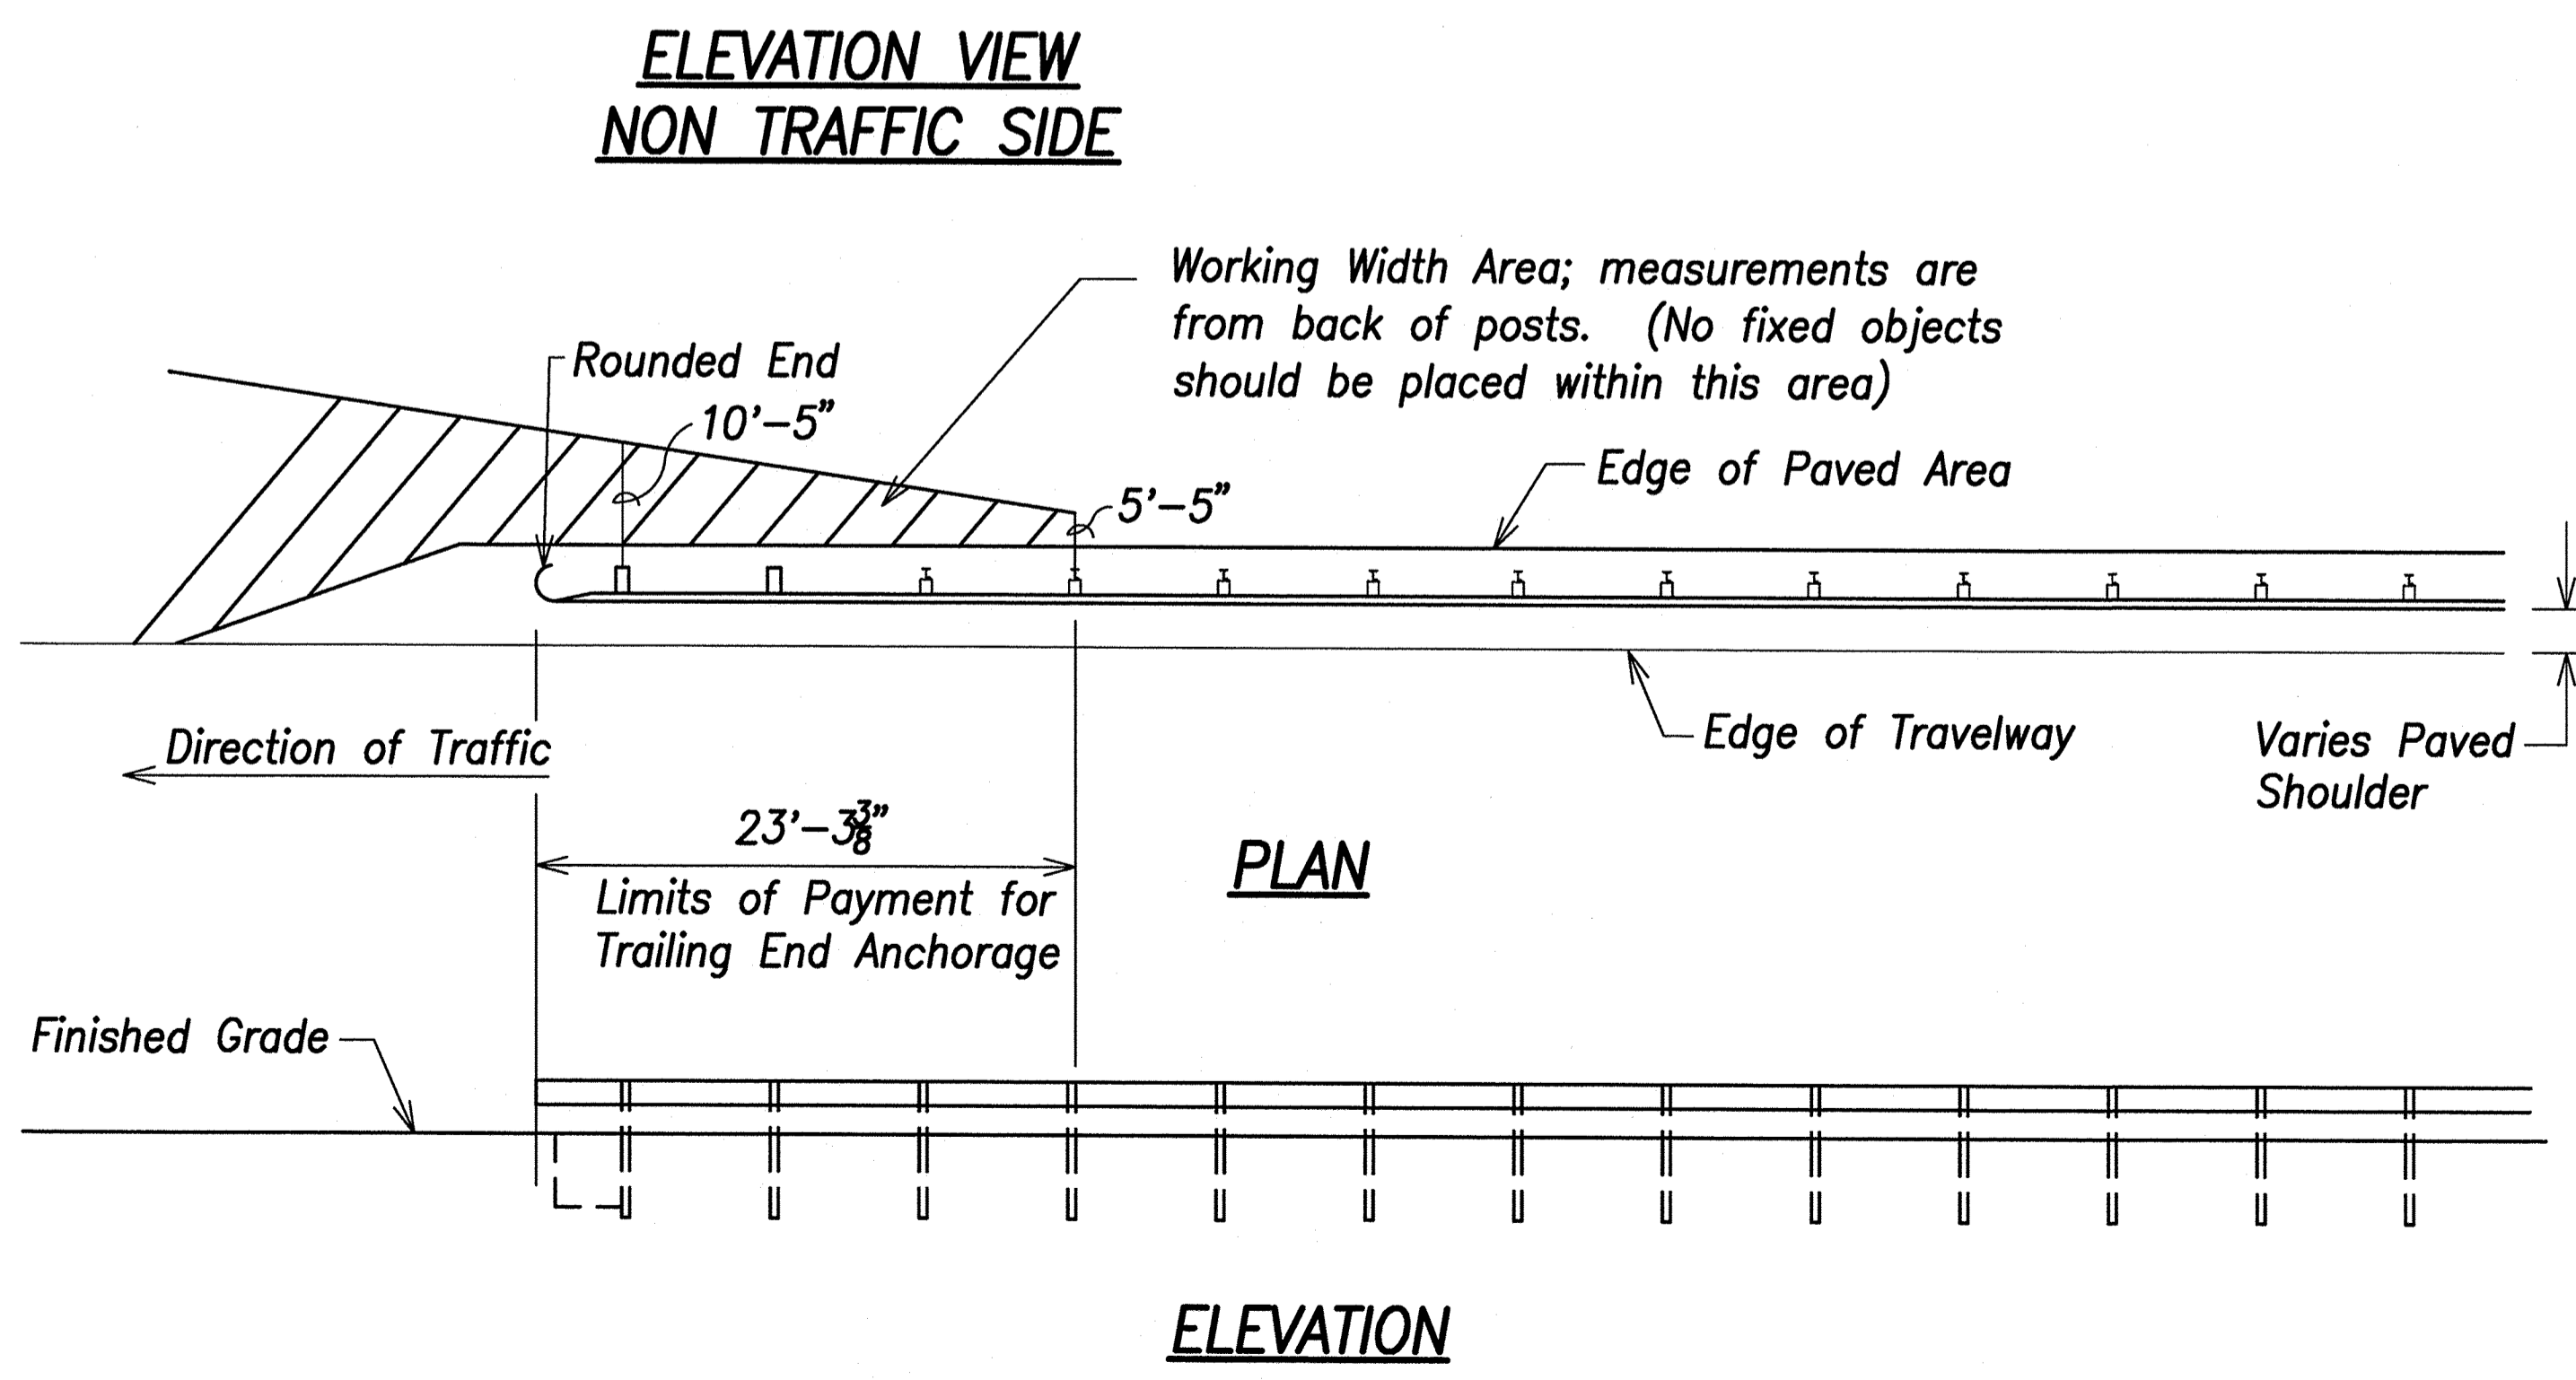 ELEVATION VIEW
NON TRAFFIC SIDE
Working Width Area; measurements are
from back of posts. (No fixed objects
should be placed within this area)
Rounded End
10'-5"
5'-5"
Edge of Paved Area
Edge of Travelway
Varies Paved
Shoulder
Direction of Traffic
23'-3 3/8"
Limits of Payment for
Trailing End Anchorage
PLAN
Finished Grade
ELEVATION